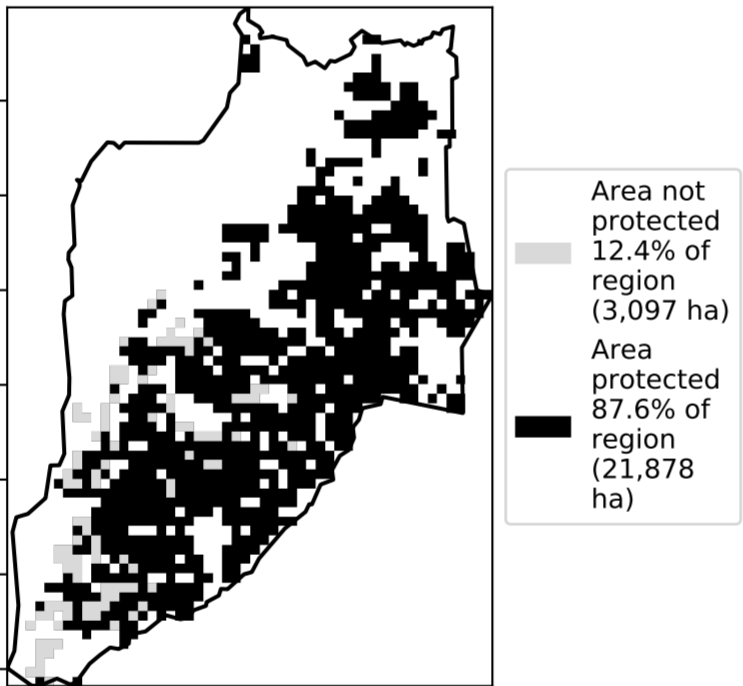 Area not
protected
12.4% of
region
(3,097 ha)
Area
protected
87.6% of
region
(21,878
ha)